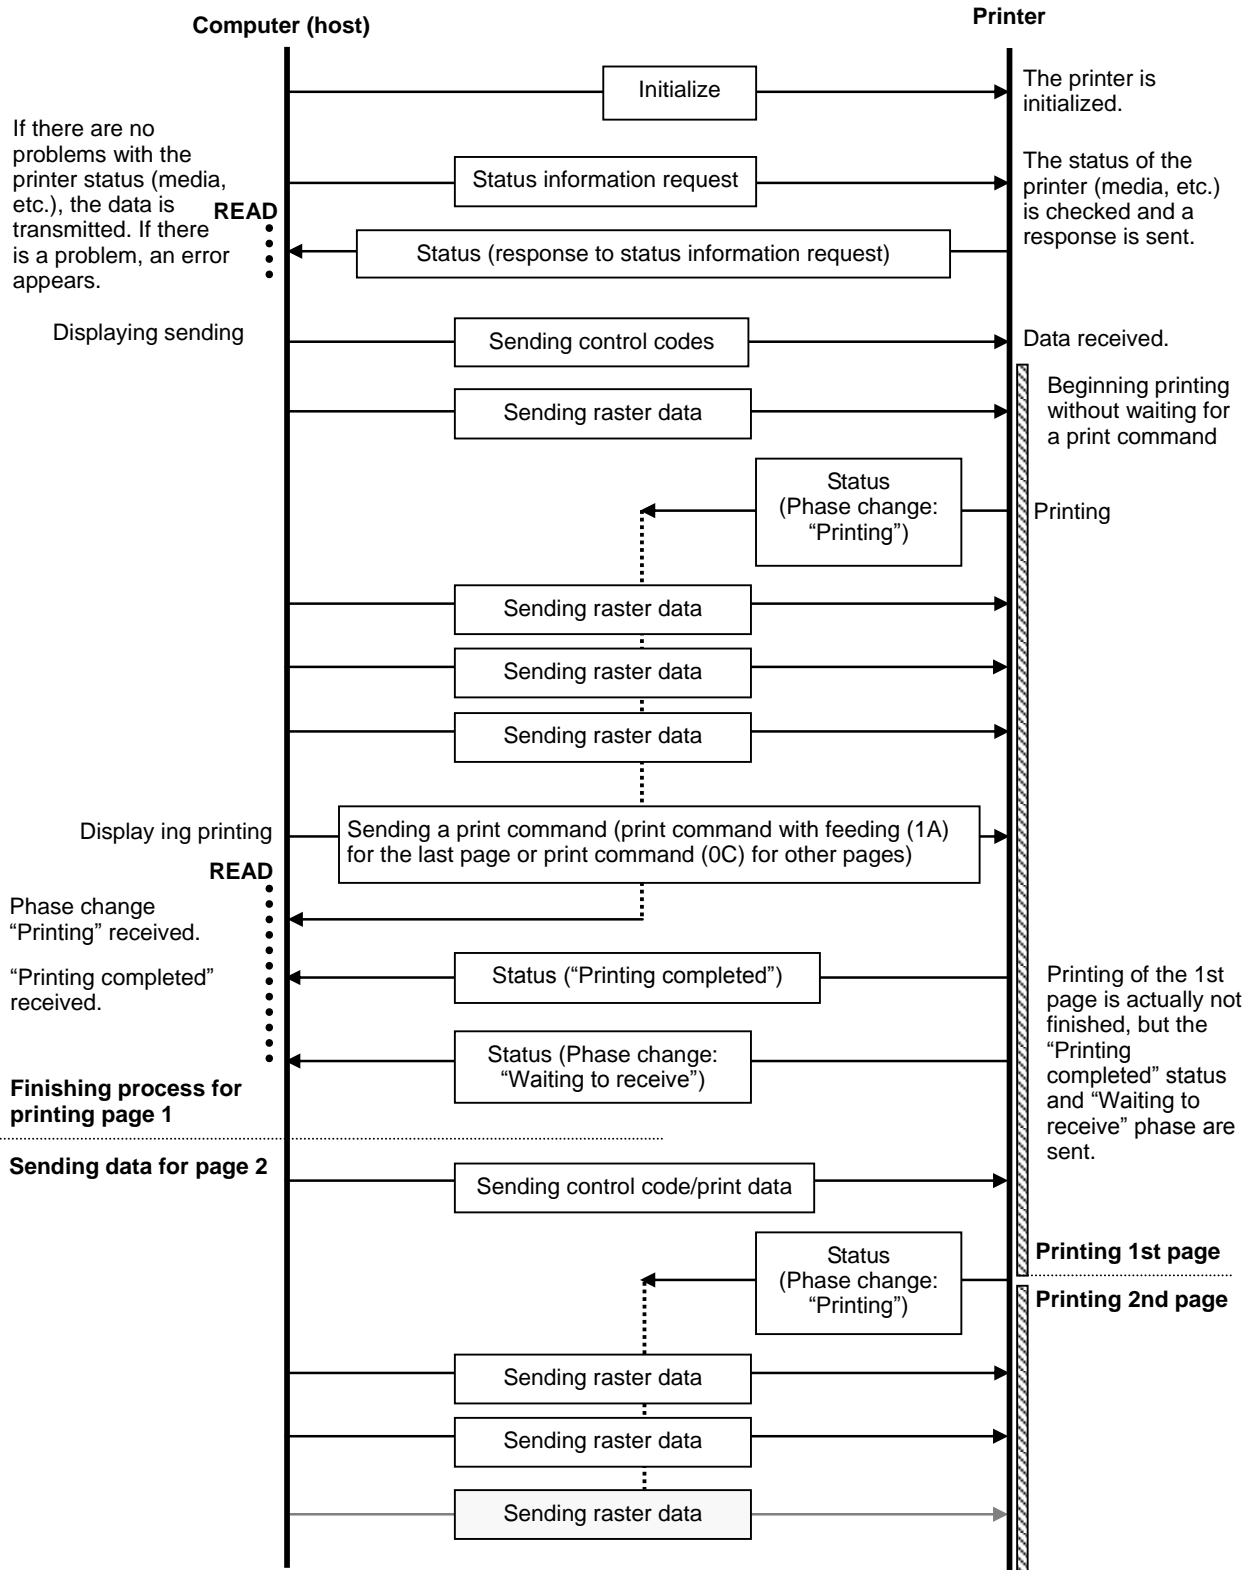 Computer (host)
Printer
Initialize
The printer is
initialized.
If there are no
problems with the
printer status (media,
etc.), the data is
transmitted. If there
is a problem, an error
appears.
READ
Status information request
The status of the
printer (media, etc.)
is checked and a
response is sent.
Status (response to status information request)
Displaying sending
Sending control codes
Data received.
Sending raster data
Beginning printing
without waiting for
a print command
Status
(Phase change:
“Printing”)
Printing
Sending raster data
Sending raster data
Sending raster data
Display ing printing
Sending a print command (print command with feeding (1A)
for the last page or print command (0C) for other pages)
READ
Phase change
“Printing” received.
“Printing completed”
received.
Status (“Printing completed”)
Printing of the 1st
page is actually not
finished, but the
“Printing
completed” status
and “Waiting to
receive” phase are
sent.
Status (Phase change:
“Waiting to receive”)
Finishing process for
printing page 1
Sending data for page 2
Sending control code/print data
Status
(Phase change:
“Printing”)
Printing 1st page
Printing 2nd page
Sending raster data
Sending raster data
Sending raster data